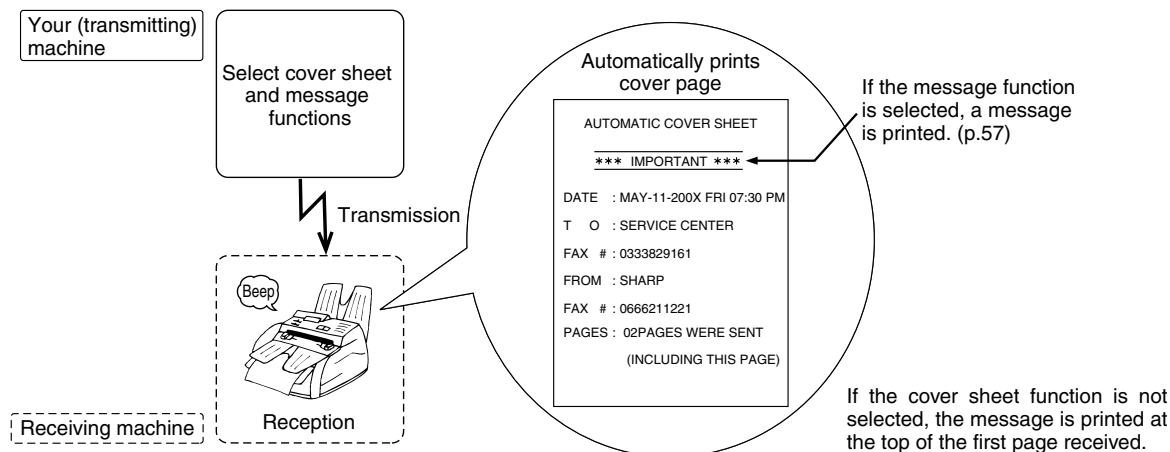 Your (transmitting)
machine
Select cover sheet
and message
functions
Transmission
Beep
Reception
Receiving machine
Automatically prints
cover page
AUTOMATIC COVER SHEET
*** IMPORTANT ***
DATE : MAY-11-200X FRI 07:30 PM
T O : SERVICE CENTER
FAX # : 0333829161
FROM : SHARP
FAX # : 0666211221
PAGES : 02PAGES WERE SENT
(INCLUDING THIS PAGE)
If the message function
is selected, a message
is printed. (p.57)
If the cover sheet function is not
selected, the message is printed at
the top of the first page received.